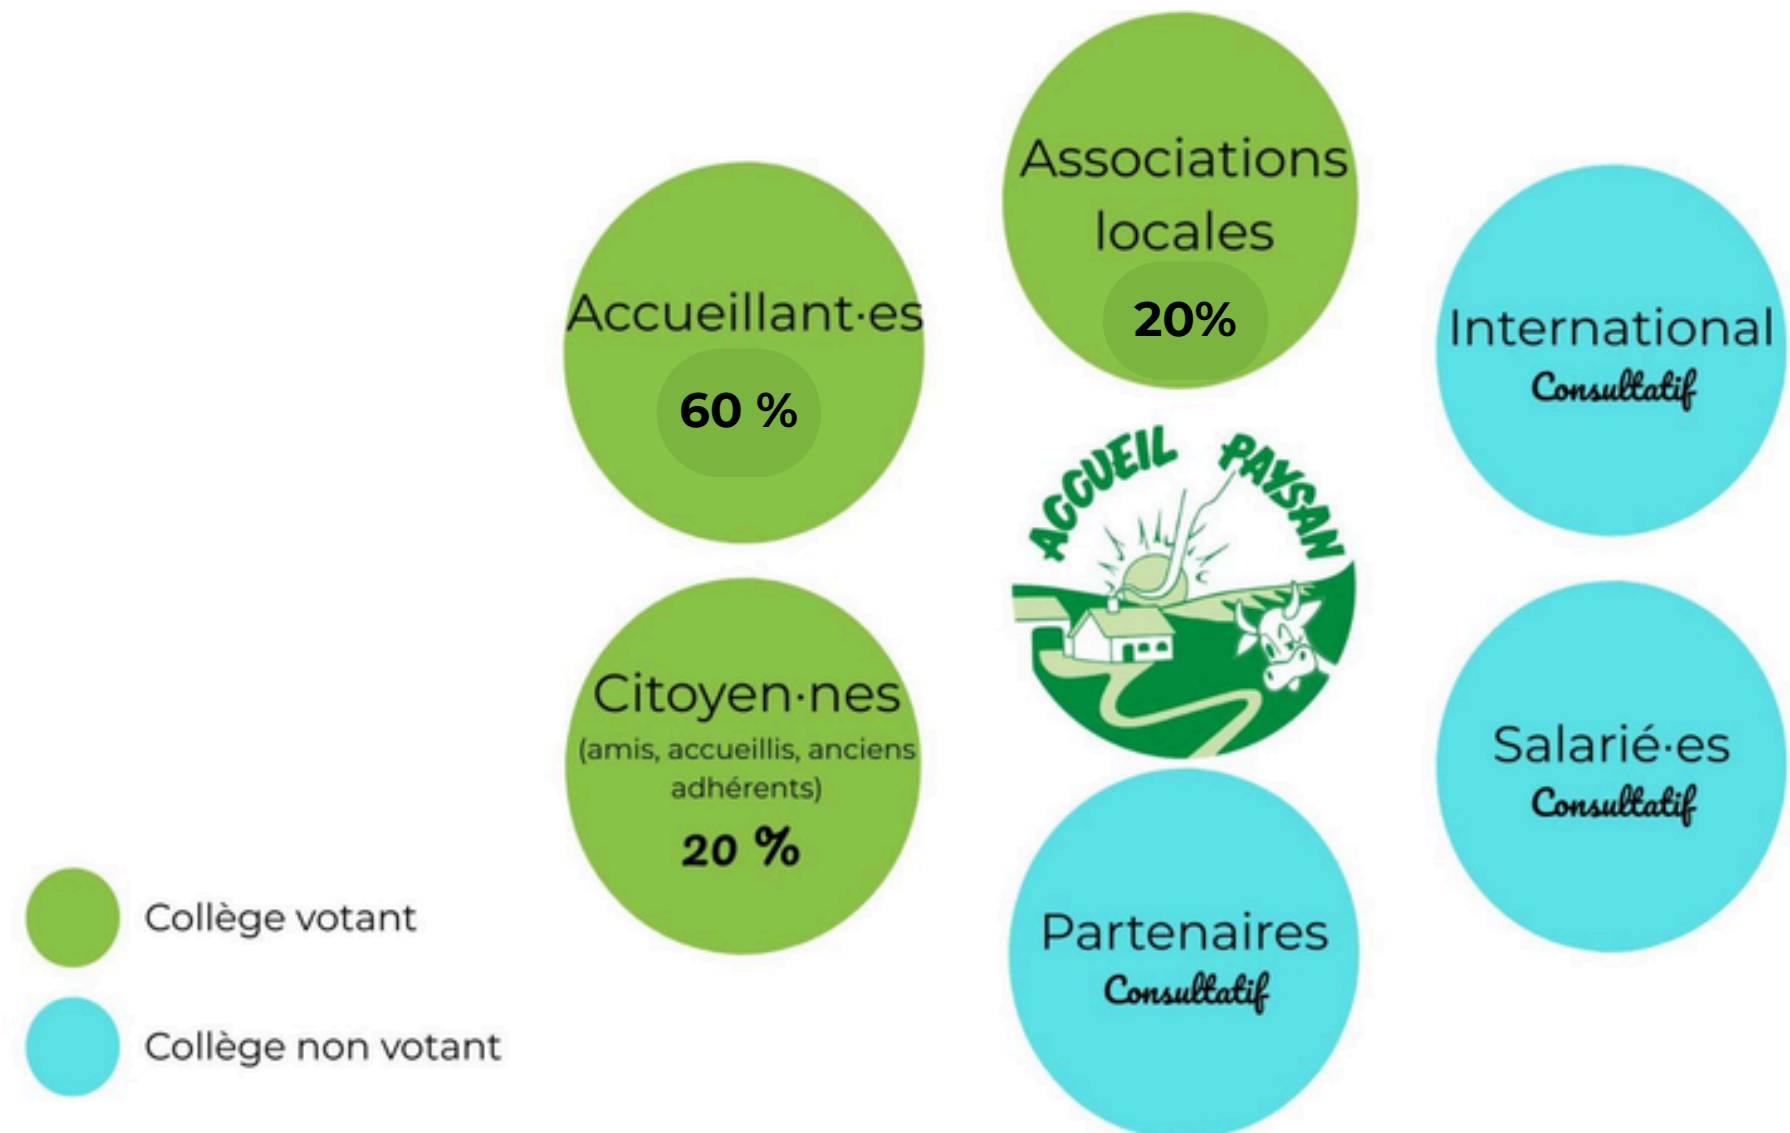 Associations
locales
20%
Accueillant·es
60 %
International
Consultatif
ACCUEIL PAYSAN
Citoyen·nes
(amis, accueillis, anciens
adhérents)
20 %
Salarié·es
Consultatif
Partenaires
Consultatif
Collège votant
Collège non votant